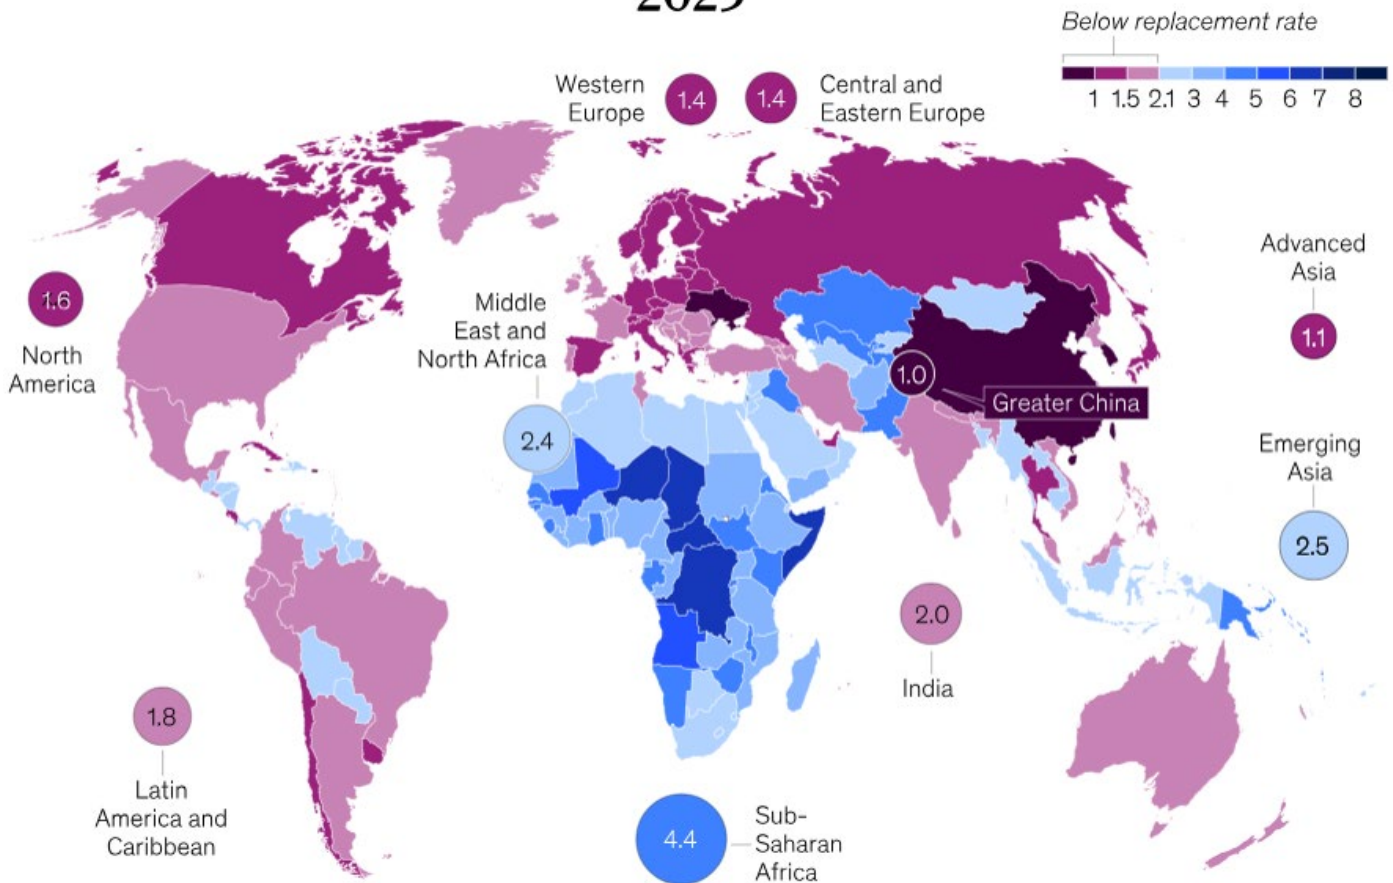 2023
Below replacement rate
1 1.5 2.1 3 4 5 6 7 8
Western
Europe
1.4
1.4
Central and
Eastern Europe
Advanced
Asia
1.1
1.6
North
America
Middle
East and
North Africa
2.4
1.0
Greater China
Emerging
Asia
2.5
2.0
India
1.8
Latin
America and
Caribbean
4.4
Sub-
Saharan
Africa